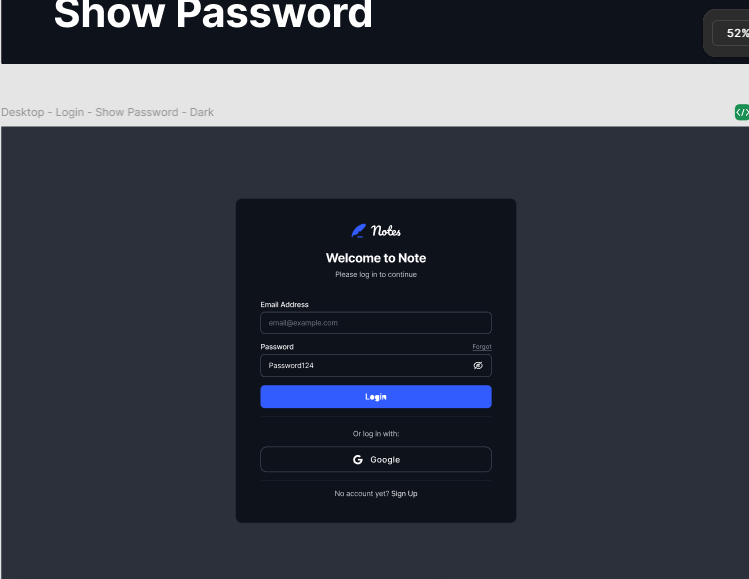 Show Password
52%
Desktop - Login - Show Password - Dark
</>
Notes
Welcome to Note
Please log in to continue
Email Address
email@example.com
Password Forgot
Password124
Login
Or log in with:
G Google
No account yet? Sign Up